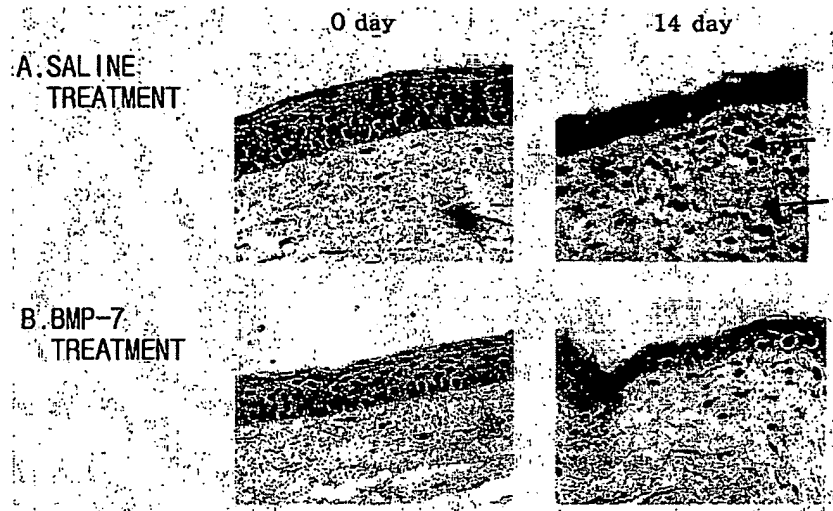 0 day
14 day
A.SALINE
TREATMENT
B.BMP-7
TREATMENT